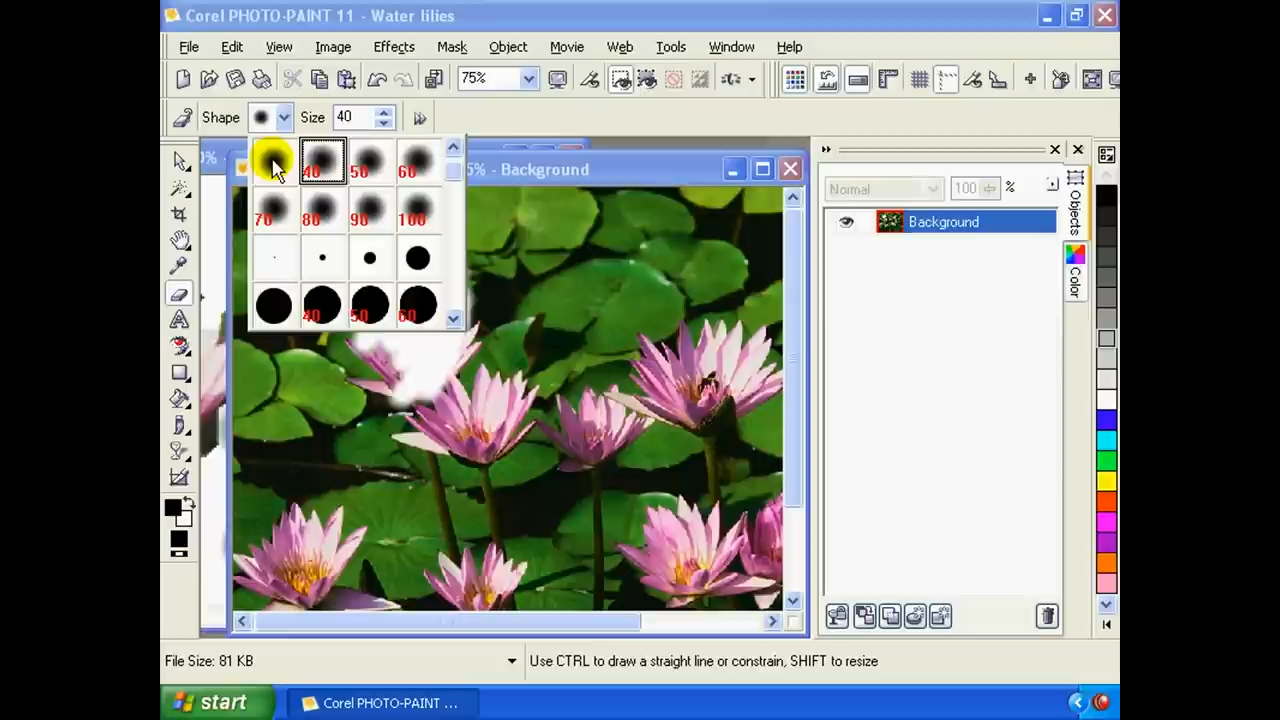 Corel PHOTO-PAINT 11 - Water lilies
File Edit View Image Effects Mask Object Movie Web Tools Window Help
75%
Shape Size 40
5% - Background
40 50 60
70 80 90 100
40 50 60
Normal 100 %
Background
Objects
Color
File Size: 81 KB
Use CTRL to draw a straight line or constrain, SHIFT to resize
start
Corel PHOTO-PAINT ...